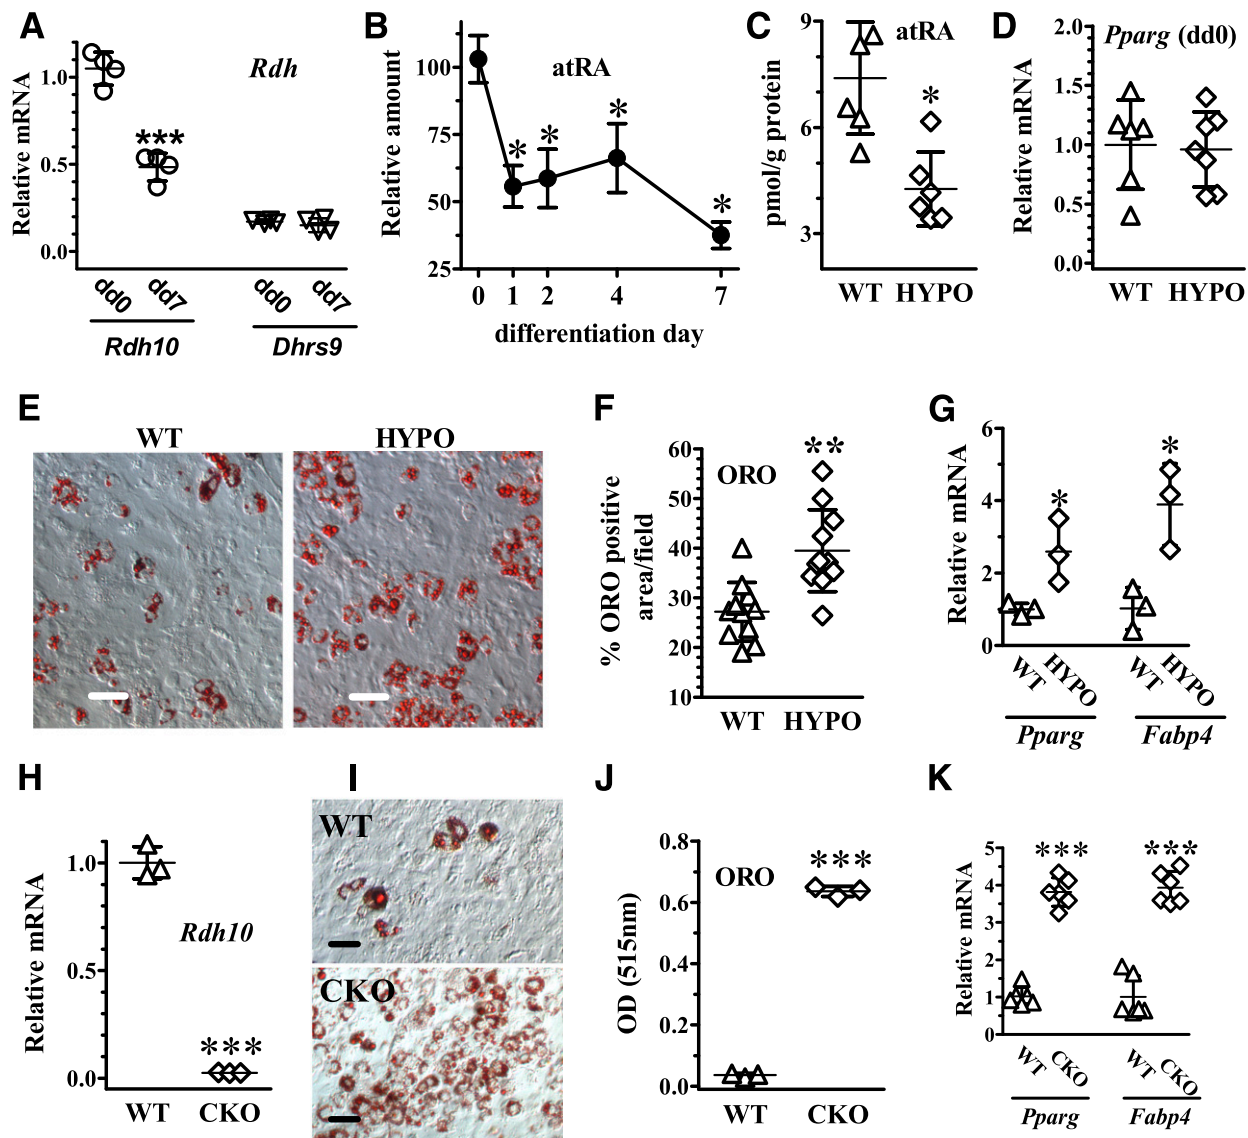 A
Relative mRNA
1.0
0.5
0.0
Rdh
***
dd0
dd7
dd0
dd7
Rdh10
Dhrs9
B
Relative amount
100
75
50
25
atRA
*
*
*
*
0
1
2
4
7
differentiation day
C
pmol/g protein
9
6
3
atRA
*
WT
HYPO
D
Relative mRNA
2.0
1.5
1.0
0.5
0.0
Pparg (dd0)
WT
HYPO
E
WT
HYPO
F
% ORO positive
area/field
60
50
40
30
20
10
ORO
**
WT
HYPO
G
Relative mRNA
6
4
2
0
*
*
WT
HYPO
WT
HYPO
Pparg
Fabp4
H
Relative mRNA
1.0
0.5
0.0
Rdh10
***
WT
CKO
I
WT
CKO
J
OD (515nm)
0.8
0.6
0.4
0.2
0.0
ORO
***
WT
CKO
K
Relative mRNA
5
4
3
2
1
0
***
***
WT
CKO
WT
CKO
Pparg
Fabp4